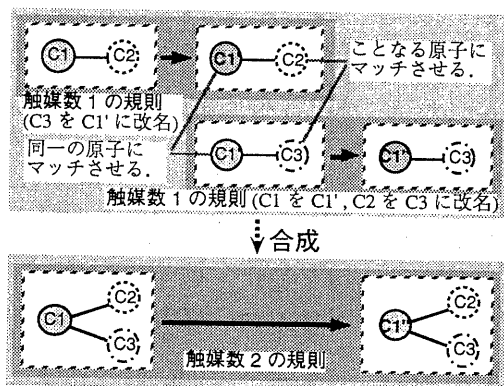 C1 C2 C1' C2
ことなる原子に
マッチさせる.
触媒数1の規則
(C3 を C1' に改名)
同一の原子に
マッチさせる.
C1 C3 C1' C3
触媒数1の規則 (C1 を C1', C2 を C3 に改名)
合成
C1 C2 C3
C1' C2 C3
触媒数2の規則